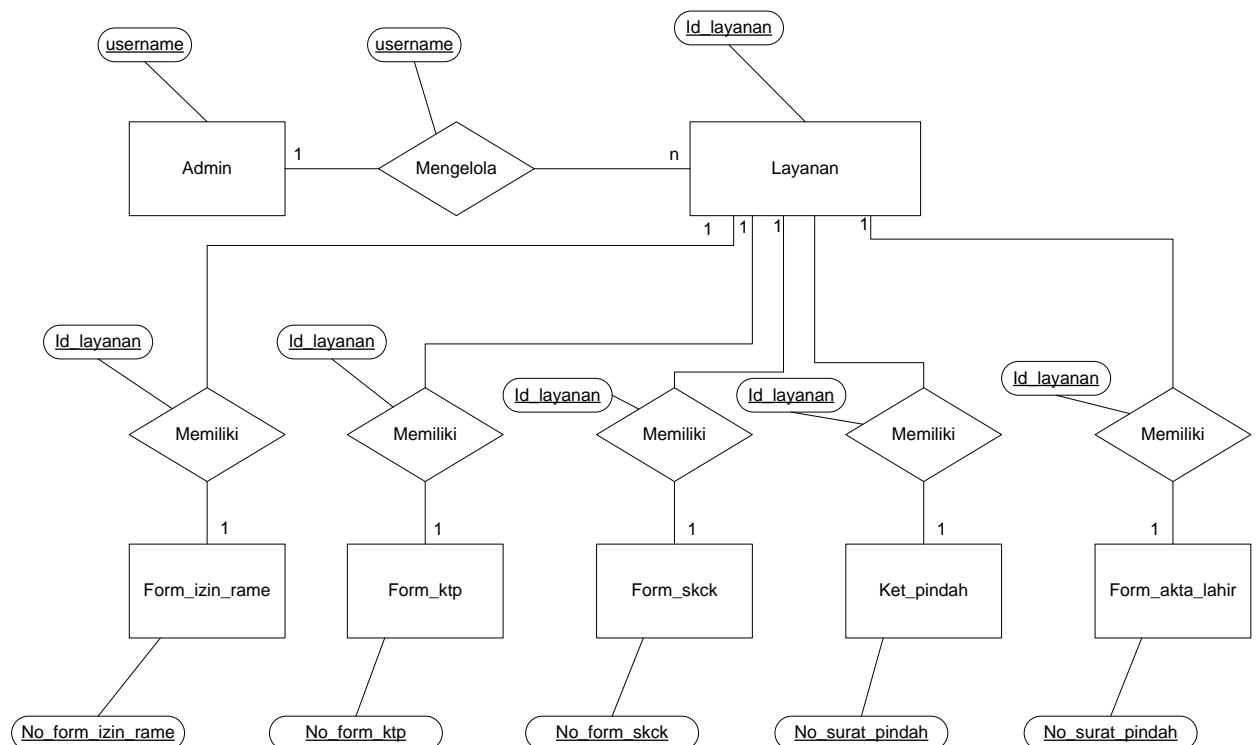 username
username
Id_layanan
Admin
1
Mengelola
n
Layanan
1
1
1
1
Id_layanan
Id_layanan
Id_layanan
Id_layanan
Id_layanan
Memiliki
Memiliki
Memiliki
Memiliki
Memiliki
1
1
1
1
1
Form_izin_rame
Form_ktp
Form_skck
Ket_pindah
Form_akta_lahir
No_form_izin_rame
No_form_ktp
No_form_skck
No_surat_pindah
No_surat_pindah